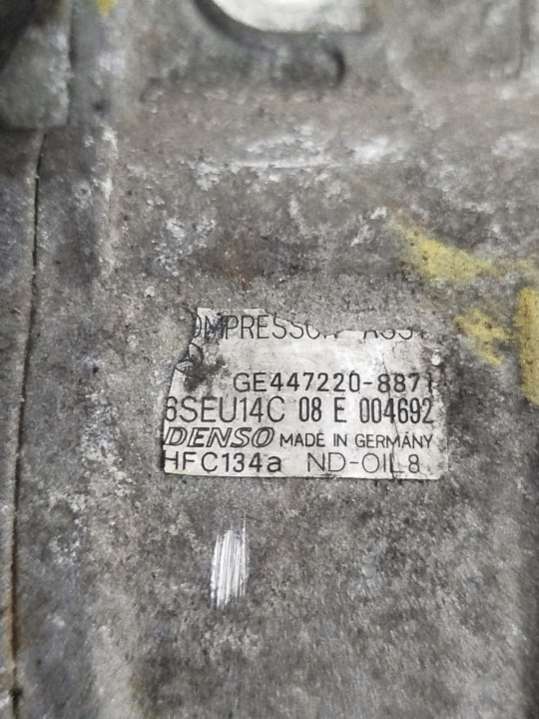 GE447220-8871
6SEU14C 08 E 004692
DENSO MADE IN GERMANY
HFC134a ND-OIL8